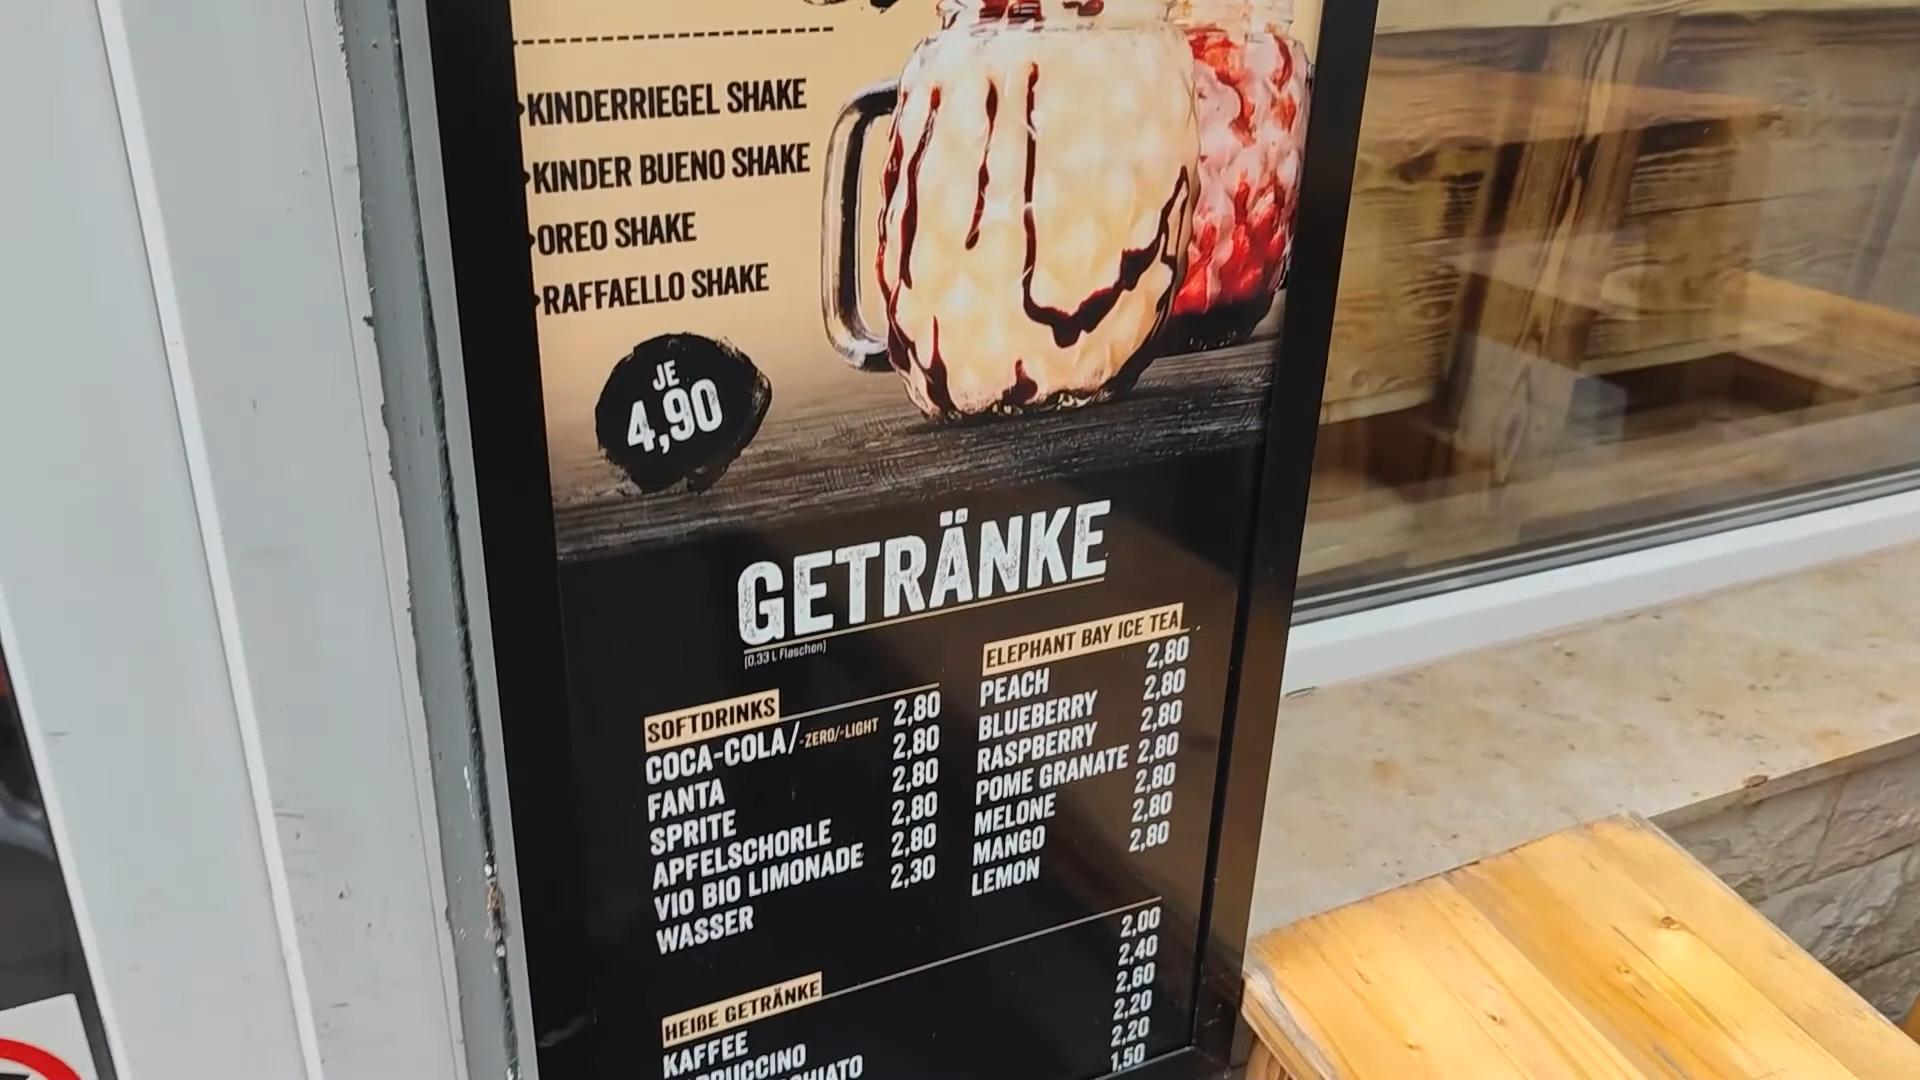 KINDERRIEGEL SHAKE
KINDER BUENO SHAKE
OREO SHAKE
RAFFAELLO SHAKE
JE
4,90
GETRÄNKE
(0.33 L Flaschen)
SOFTDRINKS
COCA-COLA/-ZERO/-LIGHT 2,80
FANTA 2,80
SPRITE 2,80
APFELSCHORLE 2,80
VIO BIO LIMONADE 2,80
WASSER 2,30
ELEPHANT BAY ICE TEA
PEACH 2,80
BLUEBERRY 2,80
RASPBERRY 2,80
POME GRANATE 2,80
MELONE 2,80
MANGO 2,80
LEMON 2,80
HEIßE GETRÄNKE
KAFFEE 2,00
2,40
2,60
2,20
2,20
1,50